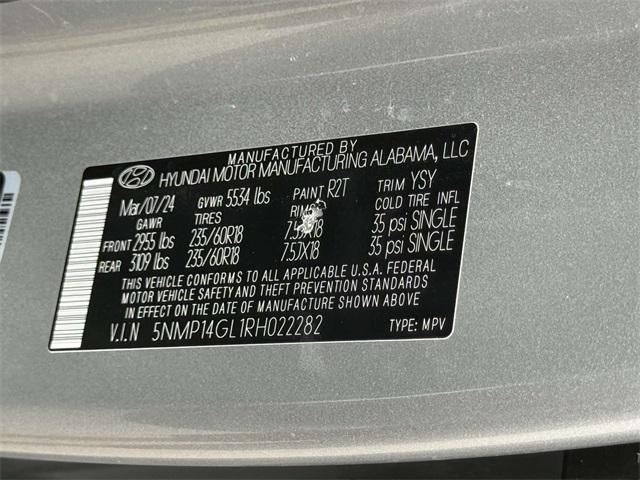 MANUFACTURED BY
HYUNDAI MOTOR MANUFACTURING ALABAMA, LLC
Mar/07/24 GVWR 5534 lbs PAINT R2T TRIM YSY
GAWR TIRES COLD TIRE INFL
FRONT 2955 lbs 235/60R18 7.5JX18 35 psi SINGLE
REAR 3109 lbs 235/60R18 7.5JX18 35 psi SINGLE
THIS VEHICLE CONFORMS TO ALL APPLICABLE U.S.A. FEDERAL
MOTOR VEHICLE SAFETY AND THEFT PREVENTION STANDARDS
IN EFFECT ON THE DATE OF MANUFACTURE SHOWN ABOVE.
V.I.N 5NMP14GL1RH022282 TYPE: MPV